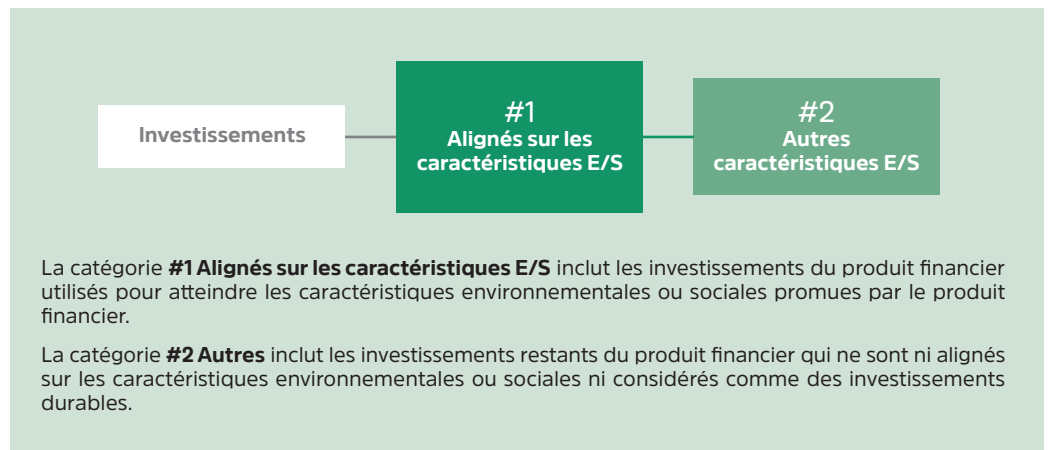 Investissements
#1
Alignés sur les
caractéristiques E/S
#2
Autres
caractéristiques E/S
La catégorie #1 Alignés sur les caractéristiques E/S inclut les investissements du produit financier
utilisés pour atteindre les caractéristiques environnementales ou sociales promues par le produit
financier.
La catégorie #2 Autres inclut les investissements restants du produit financier qui ne sont ni alignés
sur les caractéristiques environnementales ou sociales ni considérés comme des investissements
durables.